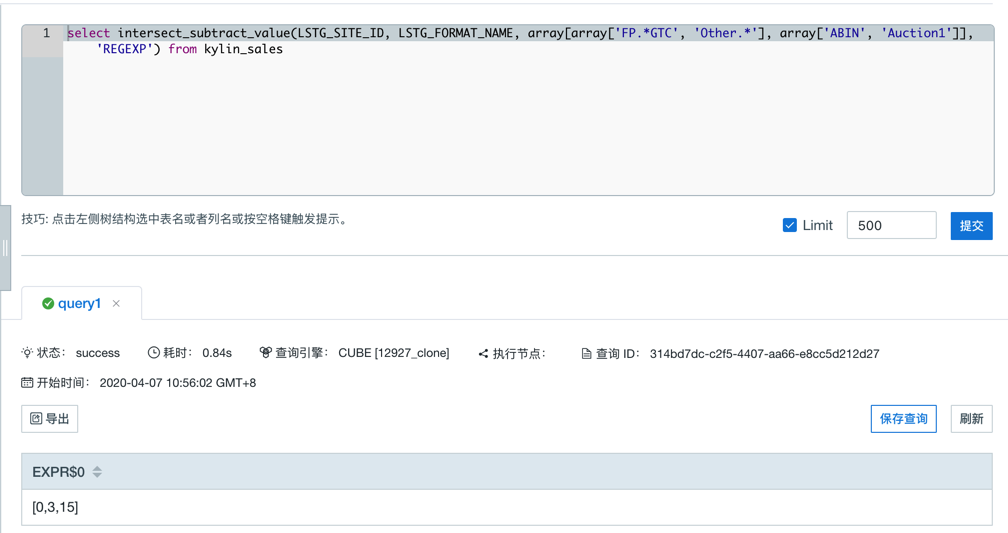 1 select intersect_subtract_value(LSTG_SITE_ID, LSTG_FORMAT_NAME, array[array['FP.*GTC', 'Other.*'], array['ABIN', 'Auction1']],
'REGEXP') from kylin_sales
技巧: 点击左侧树结构选中表名或者列名或按空格键触发提示。
Limit 500 提交
query1
状态： success 耗时： 0.84s 查询引擎： CUBE [12927_clone] 执行节点： 查询 ID： 314bd7dc-c2f5-4407-aa66-e8cc5d212d27
开始时间： 2020-04-07 10:56:02 GMT+8
导出 保存查询 刷新
EXPR$0
[0,3,15]